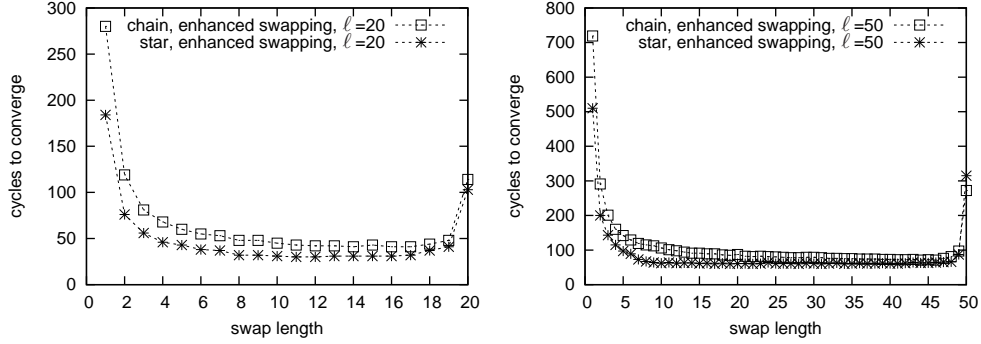 300
250
200
150
100
50
0
cycles to converge
chain, enhanced swapping, ℓ=20
star, enhanced swapping, ℓ=20
0 2 4 6 8 10 12 14 16 18 20
swap length
800
700
600
500
400
300
200
100
0
cycles to converge
chain, enhanced swapping, ℓ=50
star, enhanced swapping, ℓ=50
0 5 10 15 20 25 30 35 40 45 50
swap length